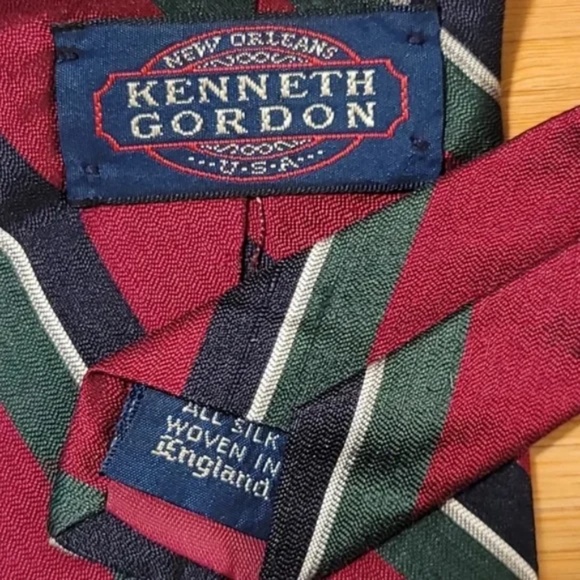 NEW ORLEANS
KENNETH
GORDON
...U·S·A...
ALL SILK
WOVEN IN
England